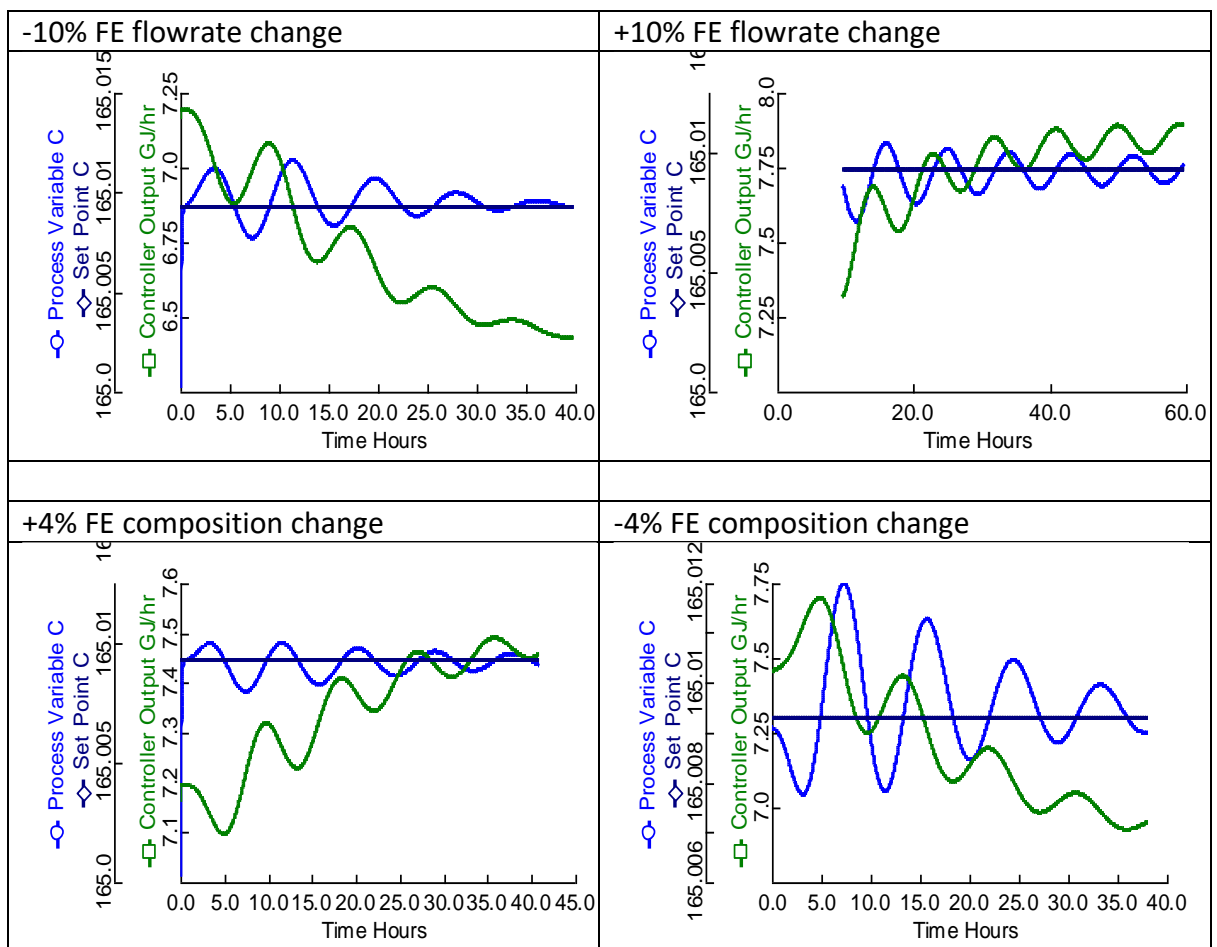 -10% FE flowrate change
+10% FE flowrate change
Process Variable C
Set Point C
165.0 165.005 165.01 165.015
Controller Output GJ/hr
6.5 6.75 7.0 7.25
0.0 5.0 10.0 15.0 20.0 25.0 30.0 35.0 40.0
Time Hours
Process Variable C
Set Point C
165.0 165.005 165.01 16
Controller Output GJ/hr
7.25 7.5 7.75 8.0
0.0 20.0 40.0 60.0
Time Hours
+4% FE composition change
-4% FE composition change
Process Variable C
Set Point C
165.0 165.005 165.01 16
Controller Output GJ/hr
7.1 7.2 7.3 7.4 7.5 7.6
0.0 5.0 10.0 15.0 20.0 25.0 30.0 35.0 40.0 45.0
Time Hours
Process Variable C
Set Point C
165.006 165.008 165.01 165.012
Controller Output GJ/hr
7.0 7.25 7.5 7.75
0.0 5.0 10.0 15.0 20.0 25.0 30.0 35.0 40.0
Time Hours